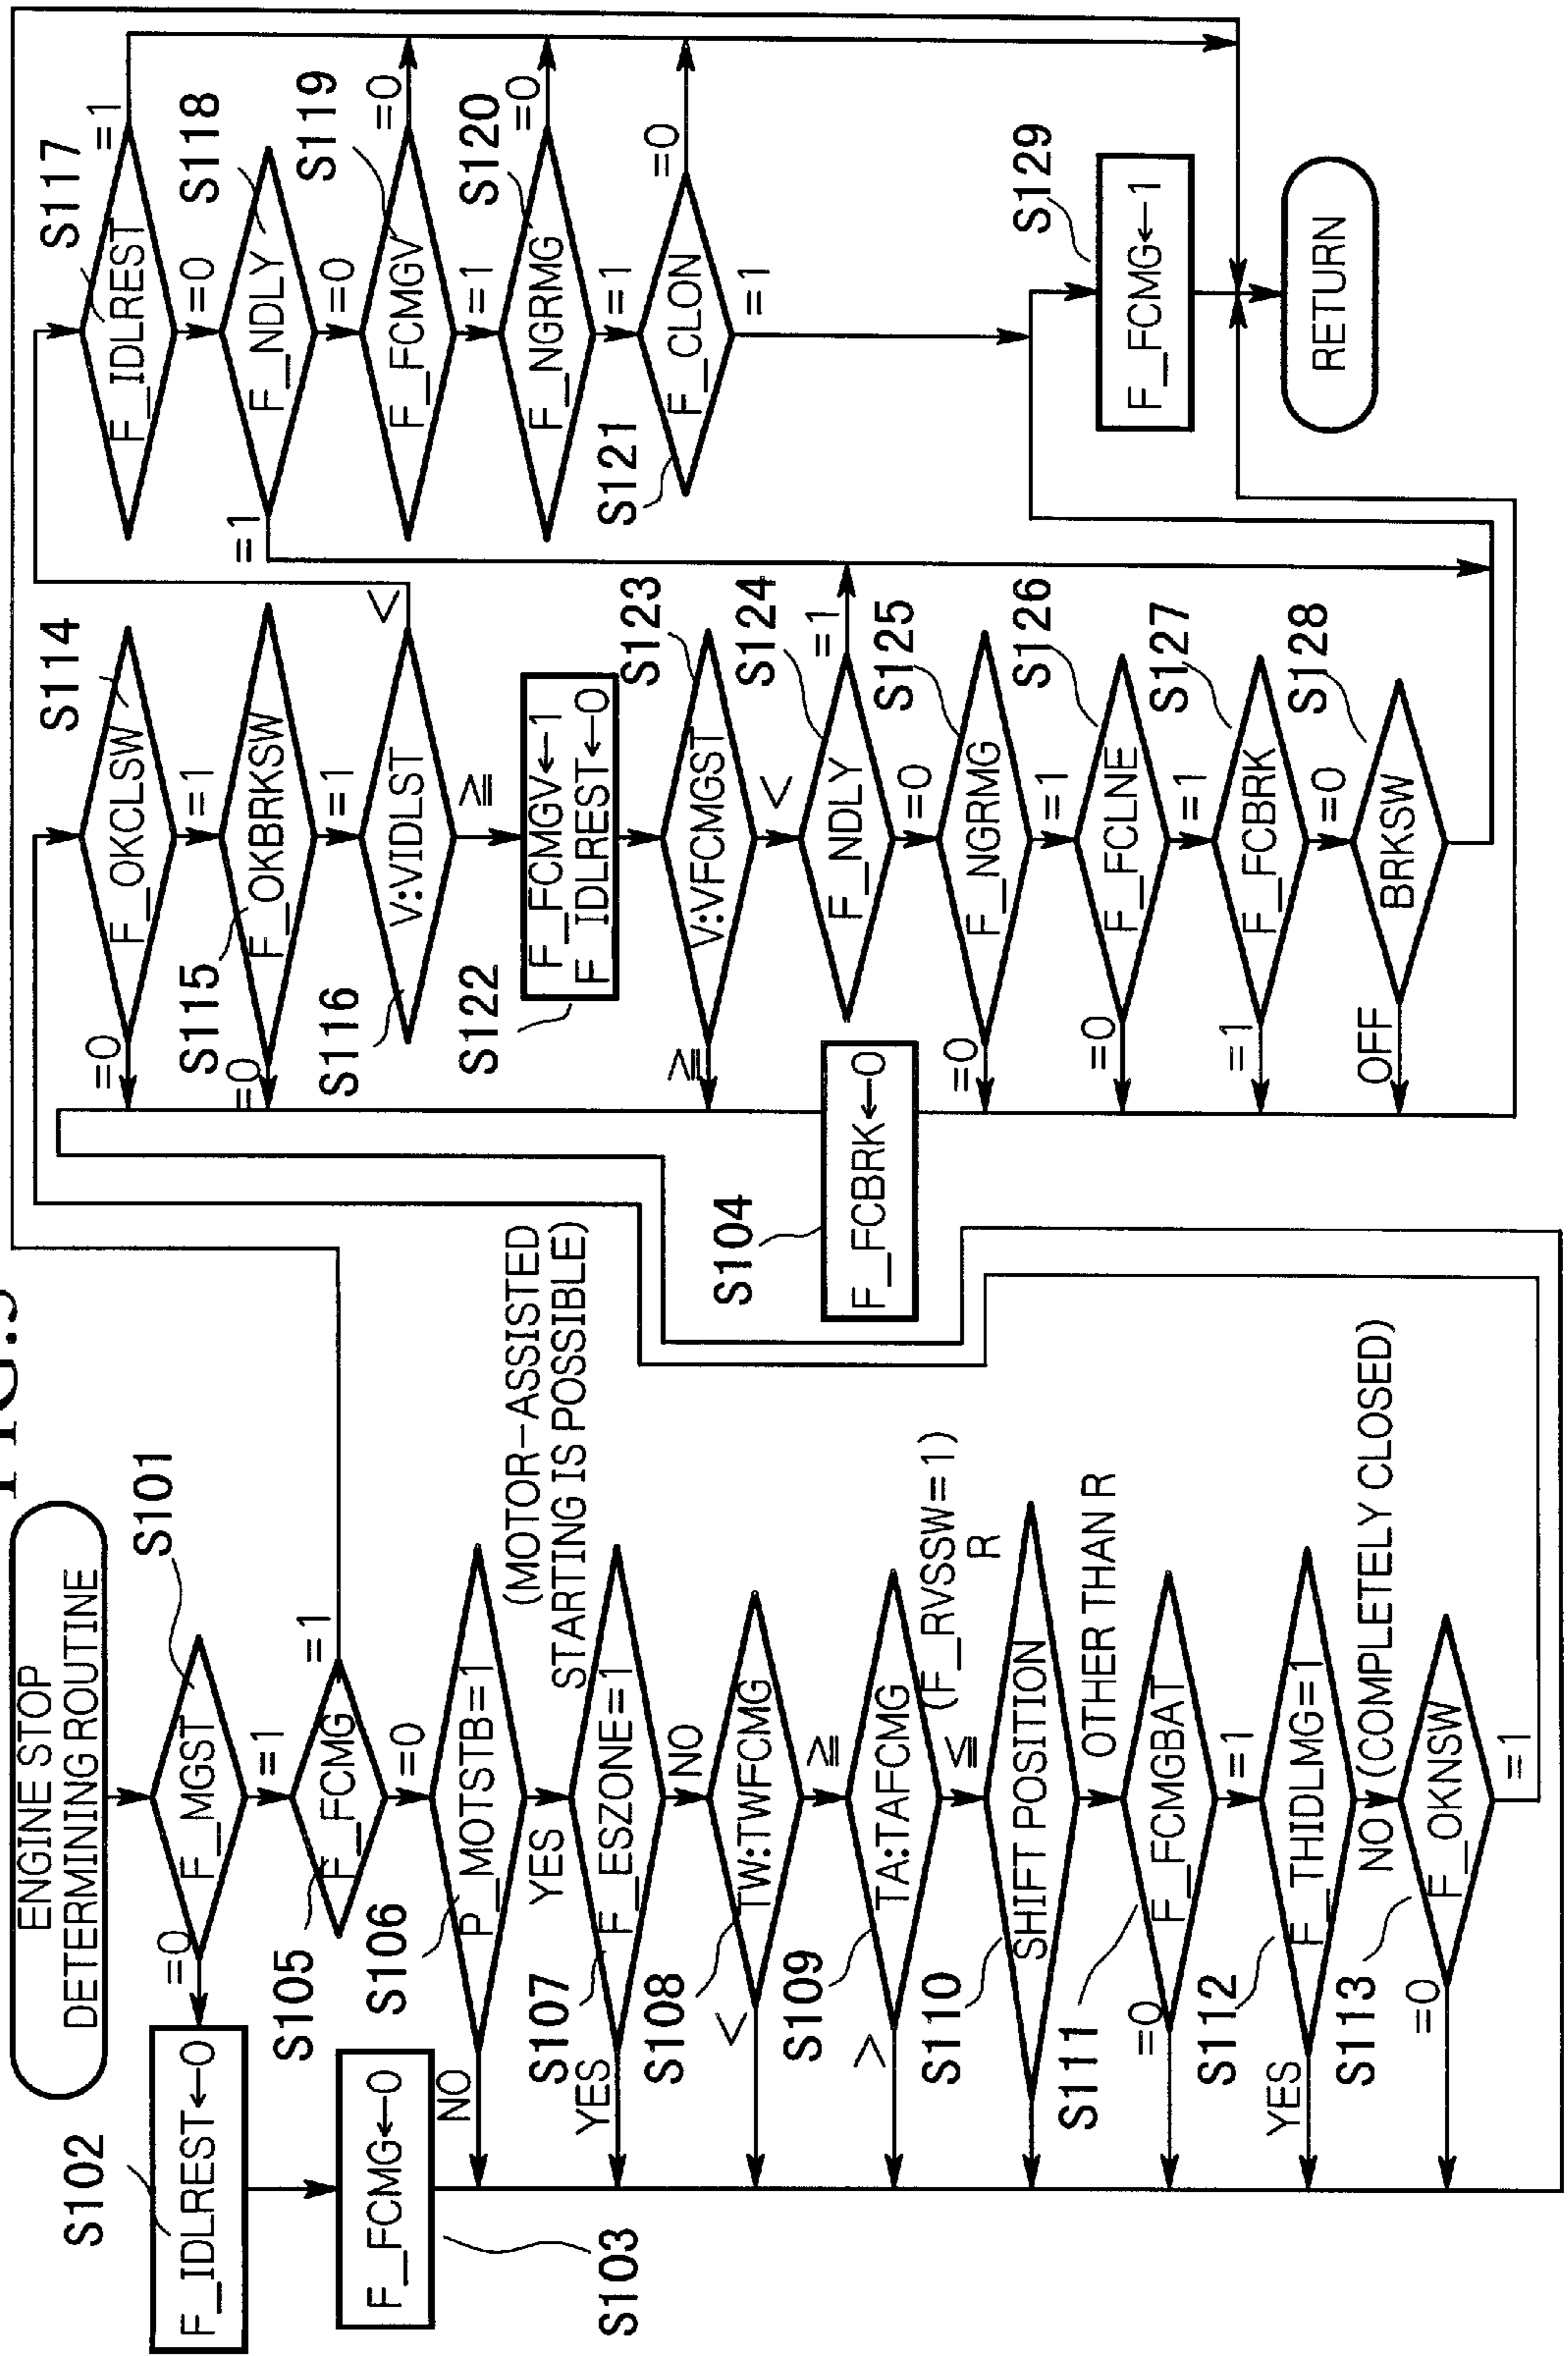 FIG.5
ENGINE STOP
DETERMINING ROUTINE
S101
F_MGST
=0
=1
S102
F_IDLREST←0
S103
F_FCMG←0
S105
F_FCMG
=1
=0
S106
P_MOTSTB=1
NO
YES
(MOTOR-ASSISTED
STARTING IS POSSIBLE)
S107
F_ESZONE=1
YES
NO
S108
TW:TWFCMG
<
≧
S109
TA:TAFCMG
>
≦
(F_RVSSW=1)
R
S110
SHIFT POSITION
OTHER THAN R
S111
F_FCMGBAT
=0
=1
S112
F_THIDLMG=1
YES
NO (COMPLETELY CLOSED)
S113
F_OKNSW
=0
=1
S114
F_OKCLSW
=0
=1
S115
F_OKBRKSW
=0
=1
S116
V:VIDLST
<
≧
S122
F_FCMGV←1
F_IDLREST←0
S123
V:VFCMGST
≧
<
S104
F_FCBRK←0
S124
F_NDLY
=1
=0
S125
F_NGRMG
=0
=1
S126
F_FCLNE
=0
=1
S127
F_FCBRK
=1
=0
S128
BRKSW
OFF
S117
F_IDLREST
=1
=0
S118
F_NDLY
=1
=0
S119
F_FCMGV
=0
=1
S120
F_NGRMG
=0
=1
S121
F_CLON
=0
=1
S129
F_FCMG←1
RETURN